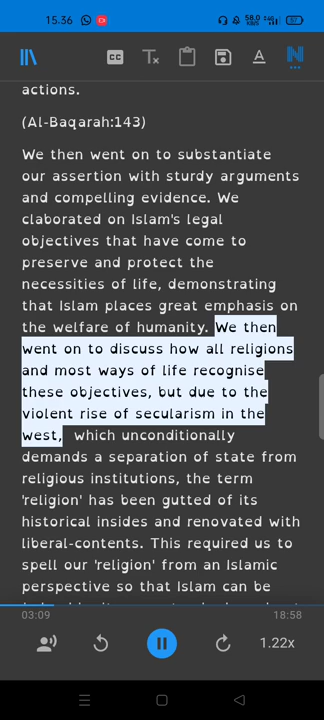 15.36
58.0
KB/S
CC
actions.
(Al-Baqarah:143)
We then went on to substantiate
our assertion with sturdy arguments
and compelling evidence. We
claborated on Islam's legal
objectives that have come to
preserve and protect the
necessities of life, demonstrating
that Islam places great emphasis on
the welfare of humanity. We then
went on to discuss how all religions
and most ways of life recognise
these objectives, but due to the
violent rise of secularism in the
west, which unconditionally
demands a separation of state from
religious institutions, the term
'religion' has been gutted of its
historical insides and renovated with
liberal-contents. This required us to
spell our 'religion' from an Islamic
perspective so that Islam can be
03:09
18:58
1.22x